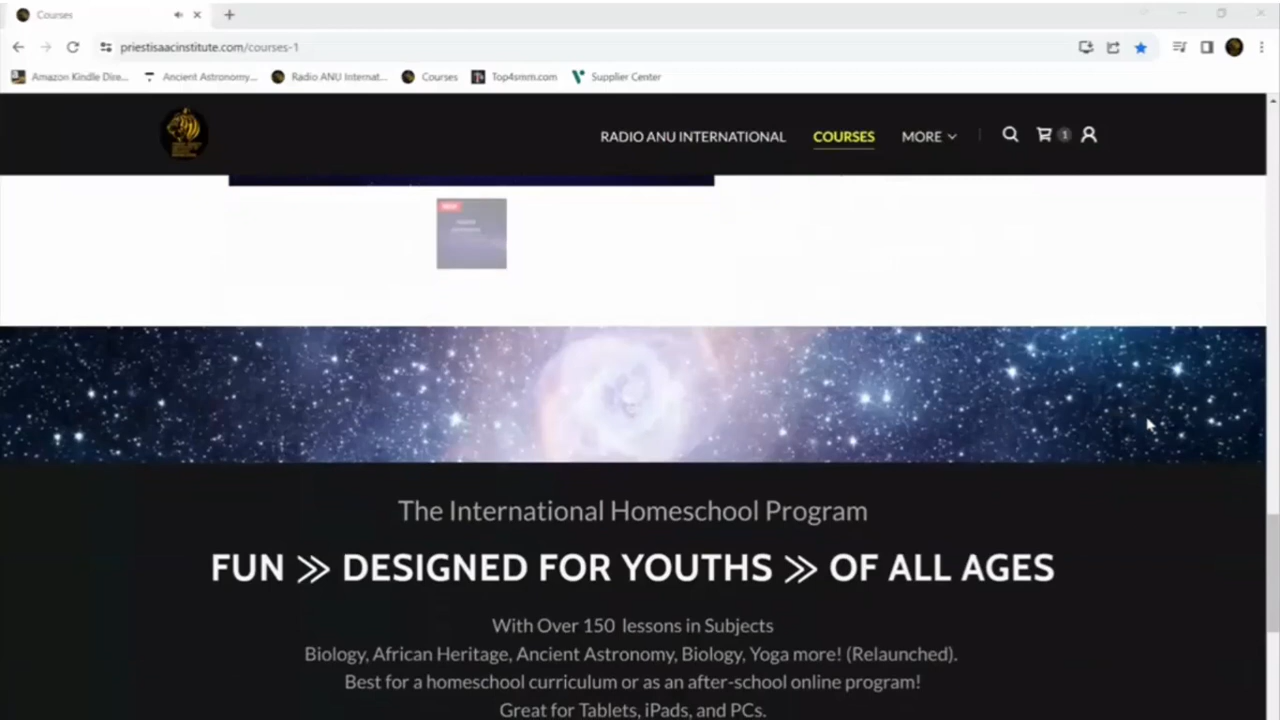 Courses
priestisaacinstitute.com/courses-1
Amazon Kindle Dire...
Ancient Astronomy...
Radio ANU Internat...
Courses
Top4smm.com
Supplier Center
RADIO ANU INTERNATIONAL
COURSES
MORE
1
The International Homeschool Program
FUN >> DESIGNED FOR YOUTHS >> OF ALL AGES
With Over 150 lessons in Subjects
Biology, African Heritage, Ancient Astronomy, Biology, Yoga more! (Relaunched).
Best for a homeschool curriculum or as an after-school online program!
Great for Tablets, iPads, and PCs.